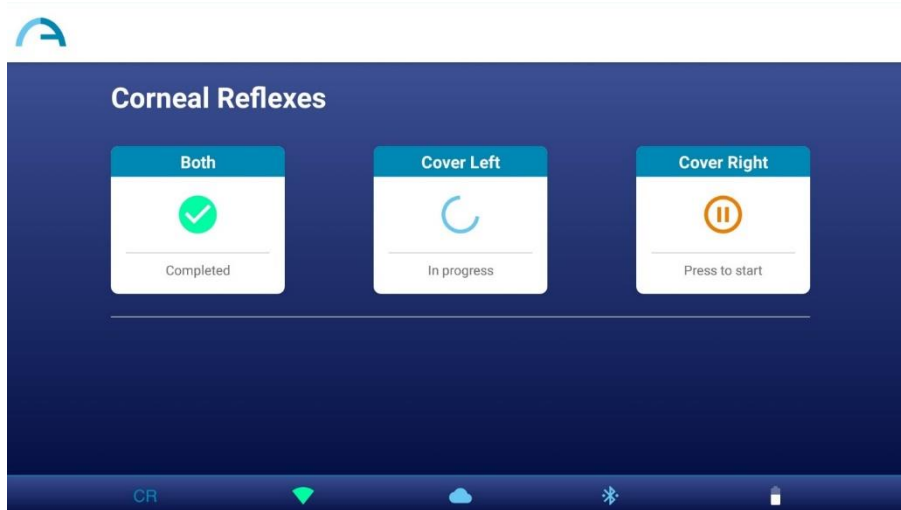 Corneal Reflexes
Both
Completed
Cover Left
In progress
Cover Right
Press to start
CR